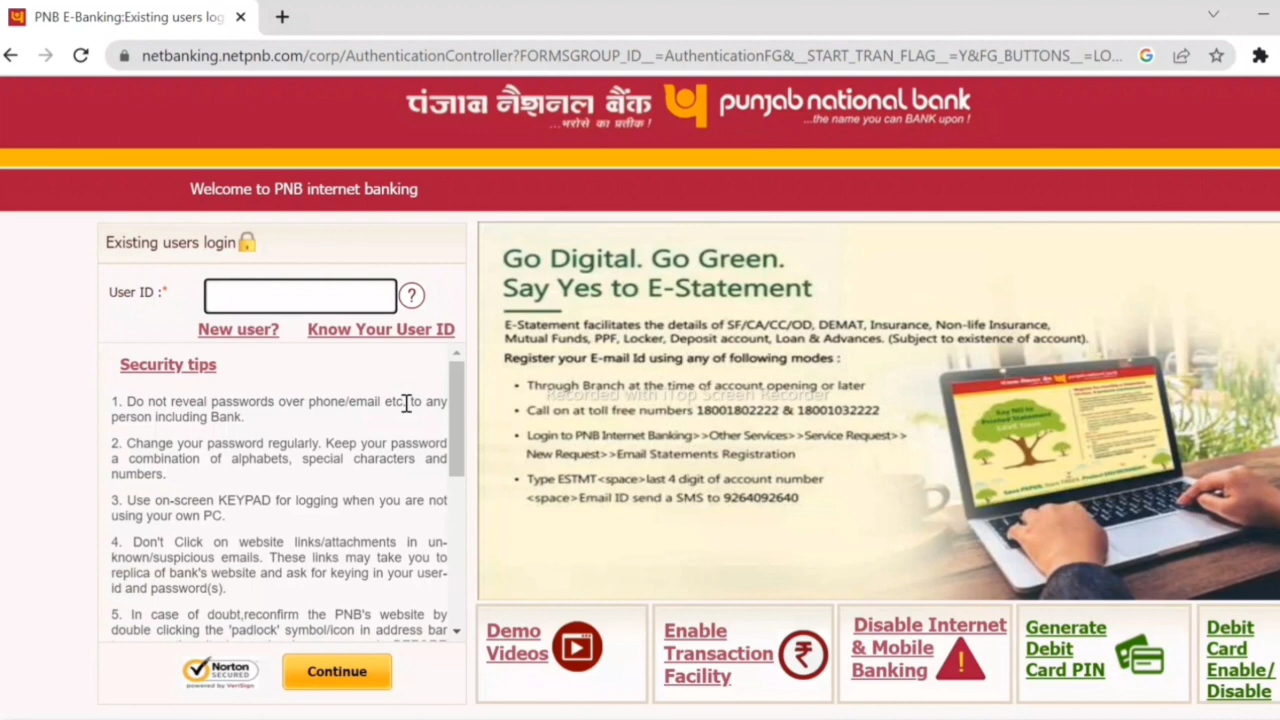 PNB E-Banking:Existing users log
netbanking.netpnb.com/corp/AuthenticationController?FORMSGROUP_ID__=AuthenticationFG&__START_TRAN_FLAG__=Y&FG_BUTTONS__=LO...
पंजाब नैशनल बैंक
...भरोसे का प्रतीक !
punjab national bank
...the name you can BANK upon !
Welcome to PNB internet banking
Existing users login
User ID :*
?
New user? Know Your User ID
Security tips
1. Do not reveal passwords over phone/email etc to any
person including Bank.
2. Change your password regularly. Keep your password
a combination of alphabets, special characters and
numbers.
3. Use on-screen KEYPAD for logging when you are not
using your own PC.
4. Don't Click on website links/attachments in un-
known/suspicious emails. These links may take you to
replica of bank's website and ask for keying in your user-
id and password(s).
5. In case of doubt,reconfirm the PNB's website by
double clicking the 'padlock' symbol/icon in address bar
Norton
SECURED
powered by VeriSign
Continue
Go Digital. Go Green.
Say Yes to E-Statement
E-Statement facilitates the details of SF/CA/CC/OD, DEMAT, Insurance, Non-life Insurance,
Mutual Funds, PPF, Locker, Deposit account, Loan & Advances. (Subject to existence of account).
Register your E-mail Id using any of following modes :
• Through Branch at the time of account opening or later
Recorded with iTop Screen Recorder
• Call on at toll free numbers 18001802222 & 18001032222
• Login to PNB Internet Banking>>Other Services>>Service Request>>
New Request>>Email Statements Registration
• Type ESTMT<space>last 4 digit of account number
<space>Email ID send a SMS to 9264092640
Demo
Videos
Enable
Transaction
Facility
Disable Internet
& Mobile
Banking
Generate
Debit
Card PIN
Debit
Card
Enable/
Disable